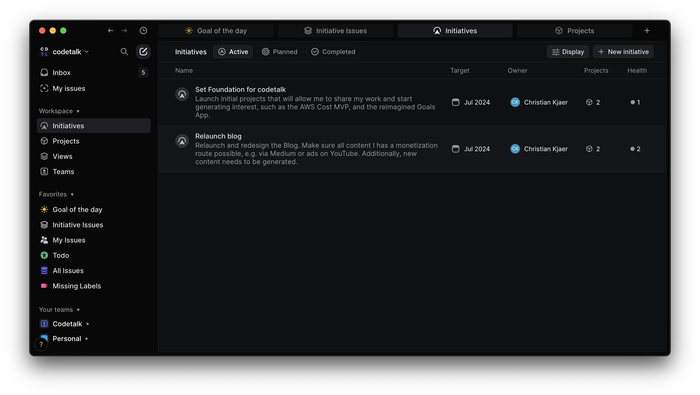 Goal of the day
Initiative Issues
Initiatives
Projects
codetalk
Initiatives
Active
Planned
Completed
Display
New initiative
Inbox
5
My issues
Name
Target
Owner
Projects
Health
Workspace
Initiatives
Projects
Views
Teams
Set Foundation for codetalk
Launch initial projects that will allow me to share my work and start
generating interest, such as the AWS Cost MVP, and the reimagined Goals
App.
Jul 2024
CK
Christian Kjaer
2
1
Relaunch blog
Relaunch and redesign the Blog. Make sure all content I has a monetization
route possible, e.g. via Medium or ads on YouTube. Additionally, new
content needs to be generated.
Jul 2024
CK
Christian Kjaer
2
2
Favorites
Goal of the day
Initiative Issues
My Issues
Todo
All Issues
Missing Labels
Your teams
Codetalk
Personal
?